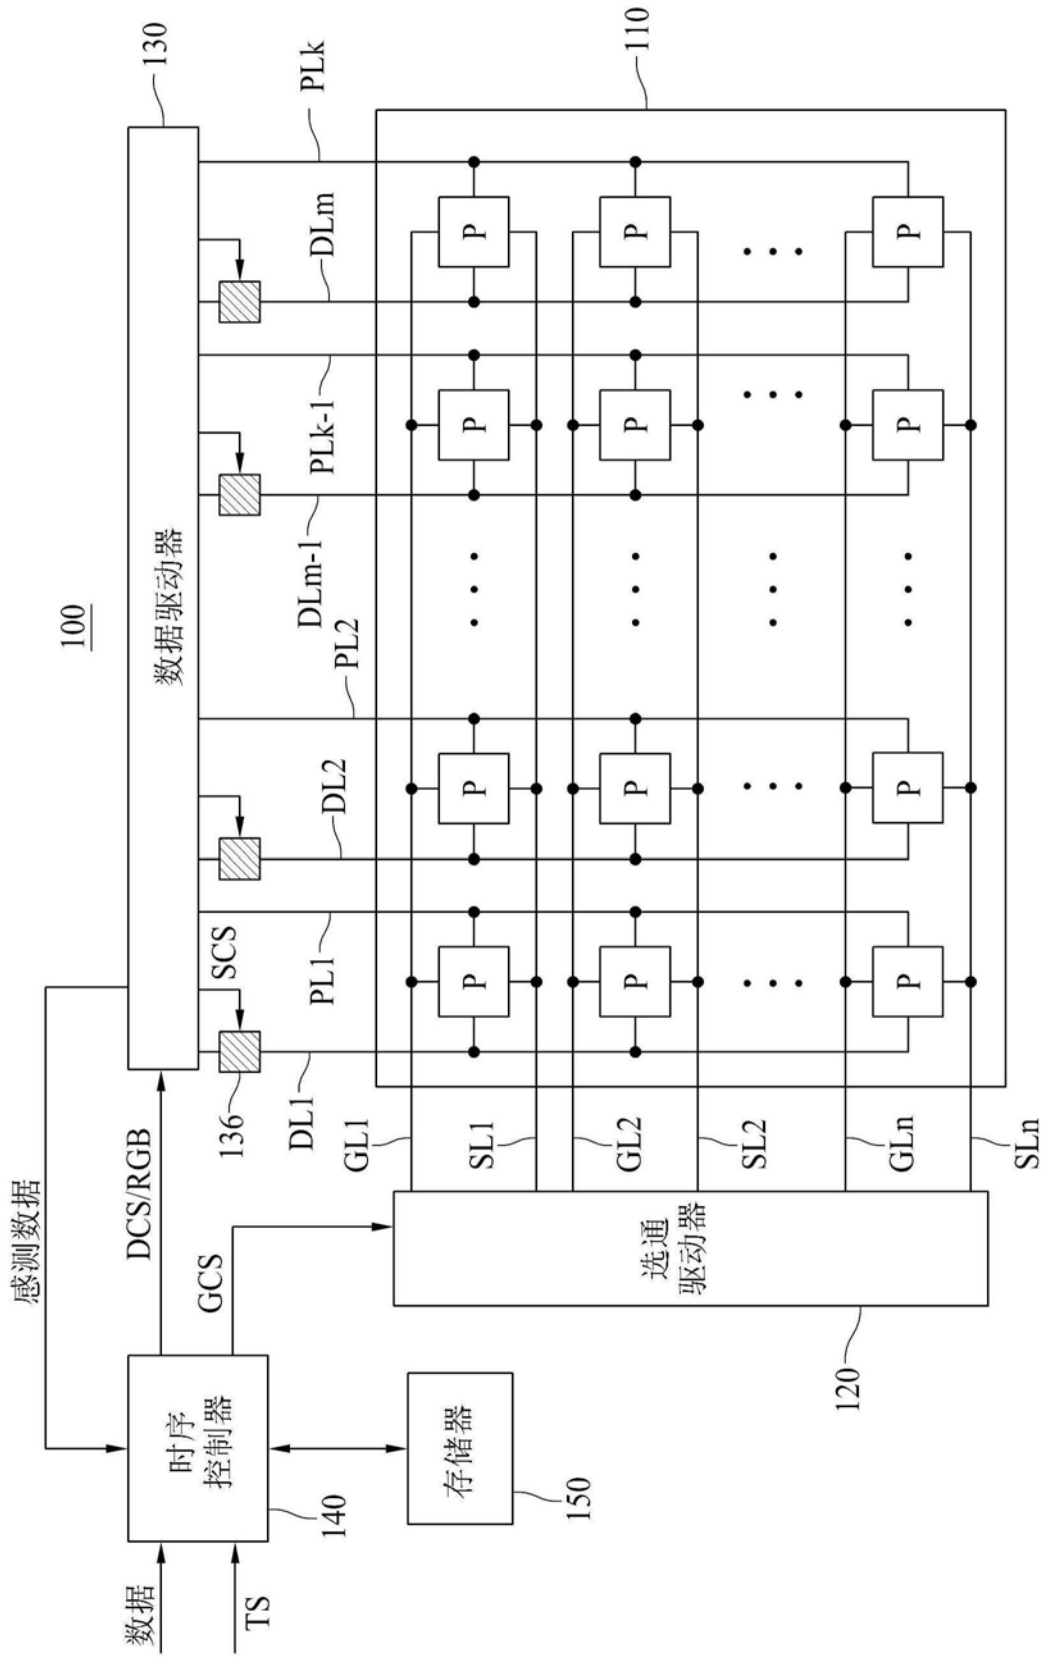 100
感测数据
数据
TS
时序
控制器
140
DCS/RGB
GCS
数据驱动器
130
136
SCS
DL1
PL1
DL2
PL2
DLm-1
PLk-1
DLm
PLk
存储器
150
选通
驱动器
120
GL1
SL1
GL2
SL2
GLn
SLn
110
P P P P
P P P P
P P P P